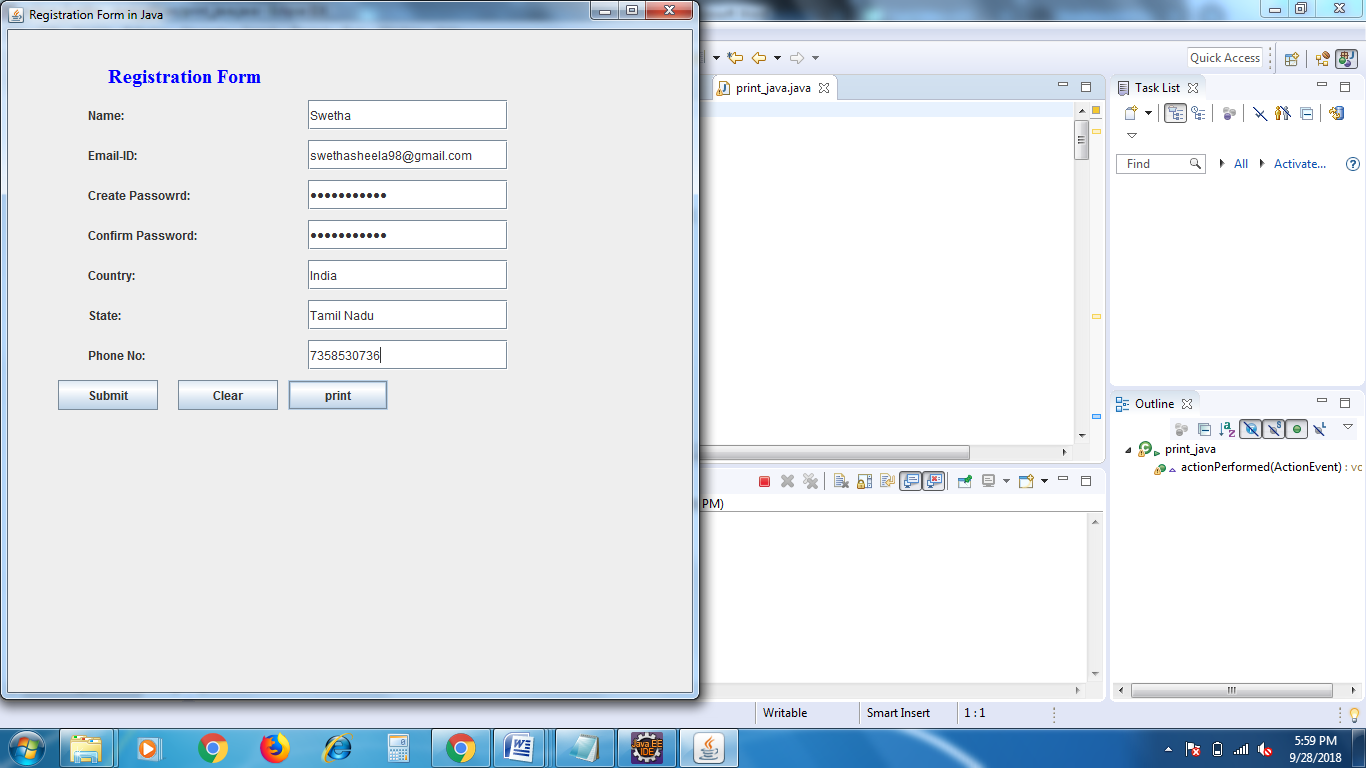 Registration Form in Java
Registration Form
Name:
Swetha
Email-ID:
swethasheela98@gmail.com
Create Passowrd:
●●●●●●●●●●●
Confirm Password:
●●●●●●●●●●●
Country:
India
State:
Tamil Nadu
Phone No:
7358530736
Submit
Clear
print
Quick Access
print_java.java
Task List
Find
All
Activate...
Outline
print_java
actionPerformed(ActionEvent) : vc
PM)
Writable
Smart Insert
1 : 1
Java EE
IDE
5:59 PM
9/28/2018